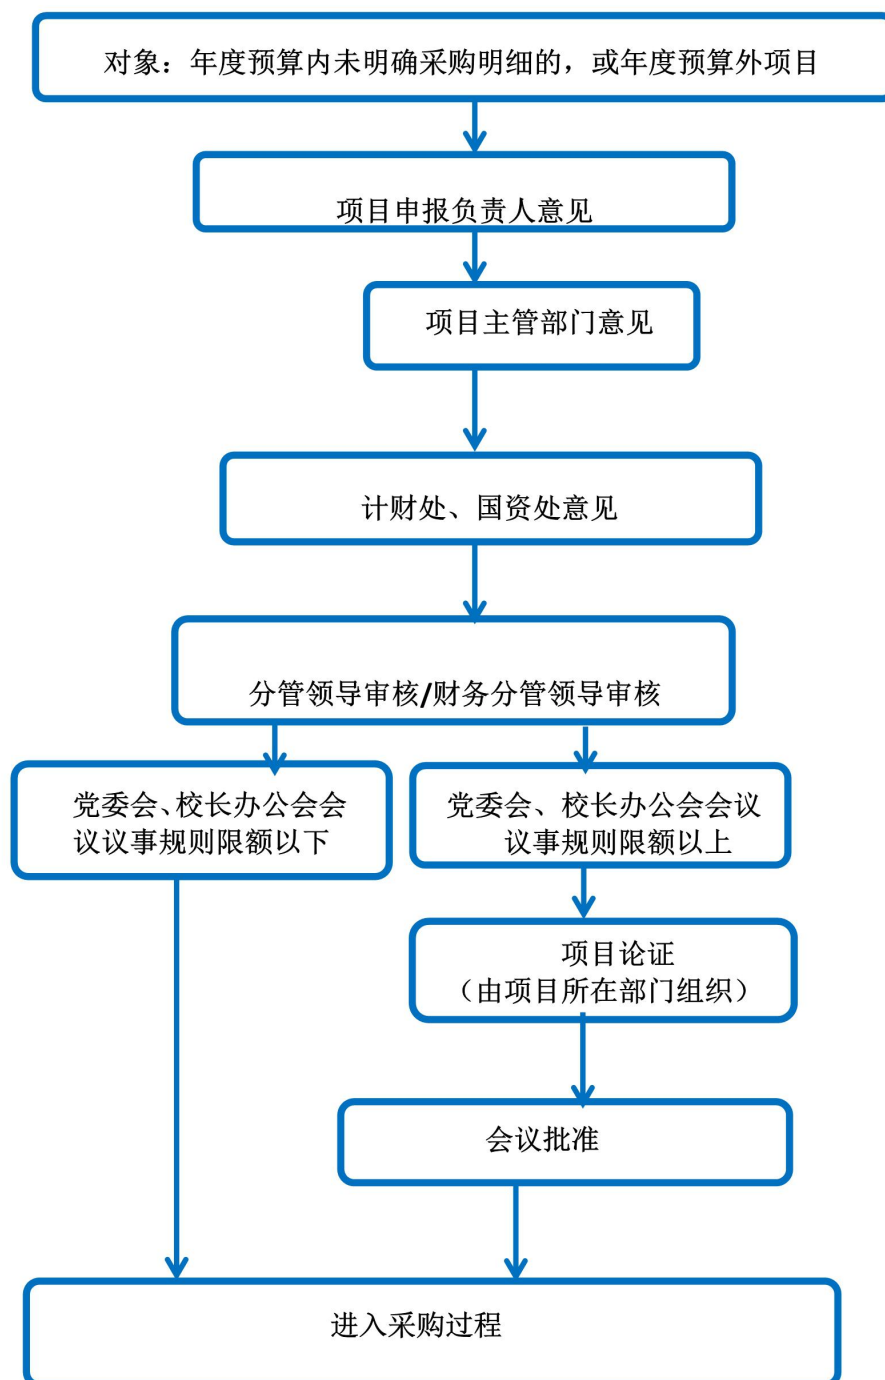 对象：年度预算内未明确采购明细的，或年度预算外项目
项目申报负责人意见
项目主管部门意见
计财处、国资处意见
分管领导审核/财务分管领导审核
党委会、校长办公会会
议议事规则限额以下
党委会、校长办公会会议
议事规则限额以上
项目论证
（由项目所在部门组织）
会议批准
进入采购过程